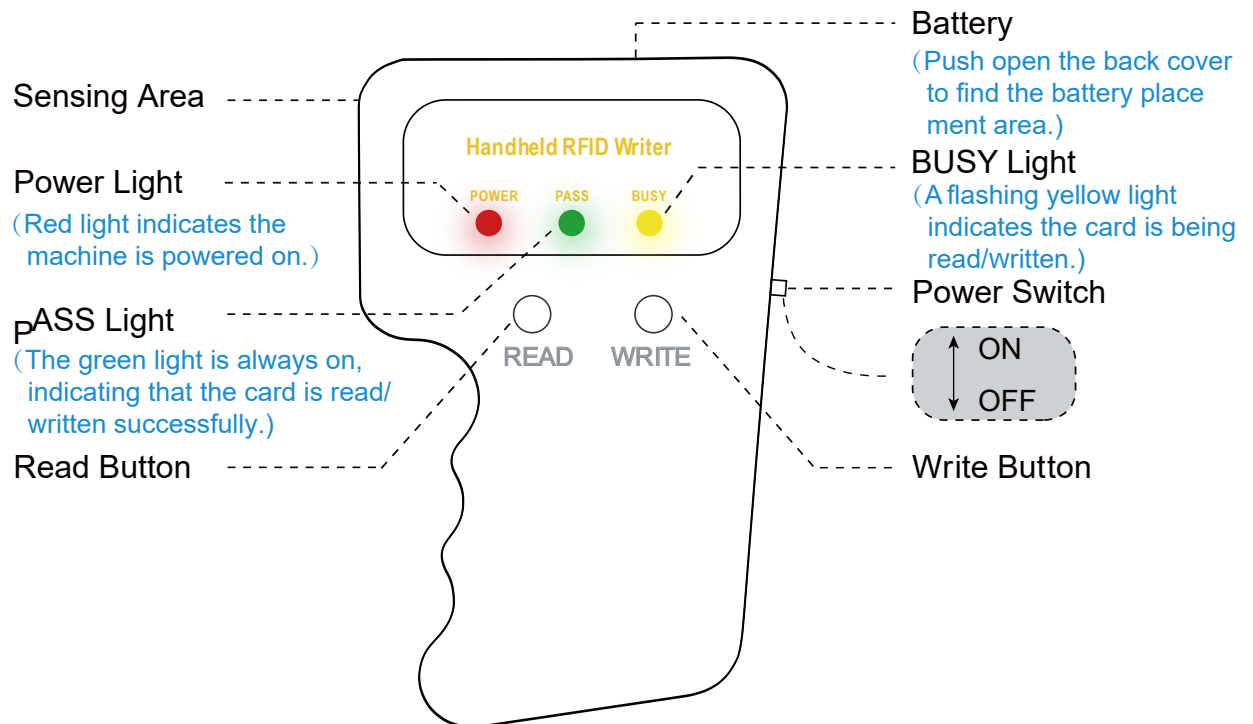 Sensing Area
Power Light
（Red light indicates the
machine is powered on.）
PASS Light
（The green light is always on,
indicating that the card is read/
written successfully.)
Read Button
Handheld RFID Writer
POWER PASS BUSY
READ WRITE
Battery
（Push open the back cover
to find the battery place
ment area.)
BUSY Light
（A flashing yellow light
indicates the card is being
read/written.)
Power Switch
ON
OFF
Write Button